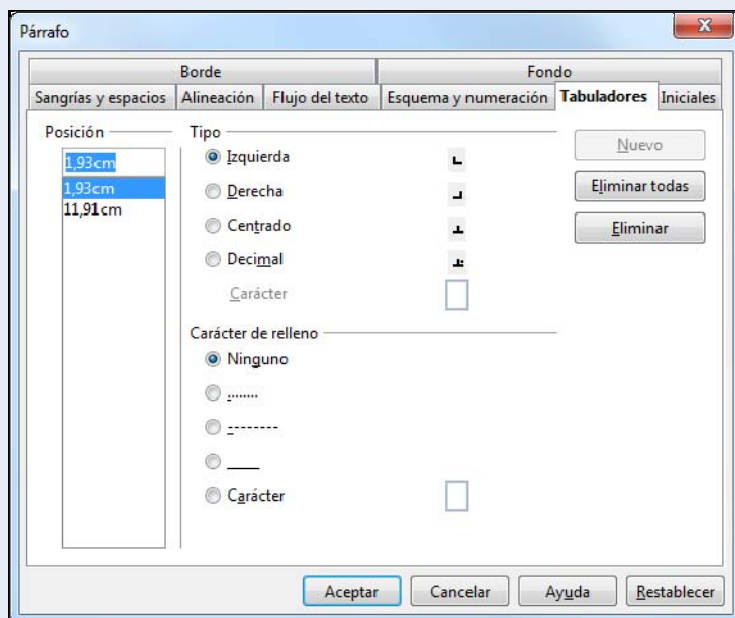 Párrafo
Borde
Fondo
Sangrías y espacios
Alineación
Flujo del texto
Esquema y numeración
Tabuladores
Iniciales
Posición
1,93cm
1,93cm
11,91cm
Tipo
Izquierda
Derecha
Centrado
Decimal
Carácter
Carácter de relleno
Ninguno
........
--------
____
Carácter
Nuevo
Eliminar todas
Eliminar
Aceptar
Cancelar
Ayuda
Restablecer